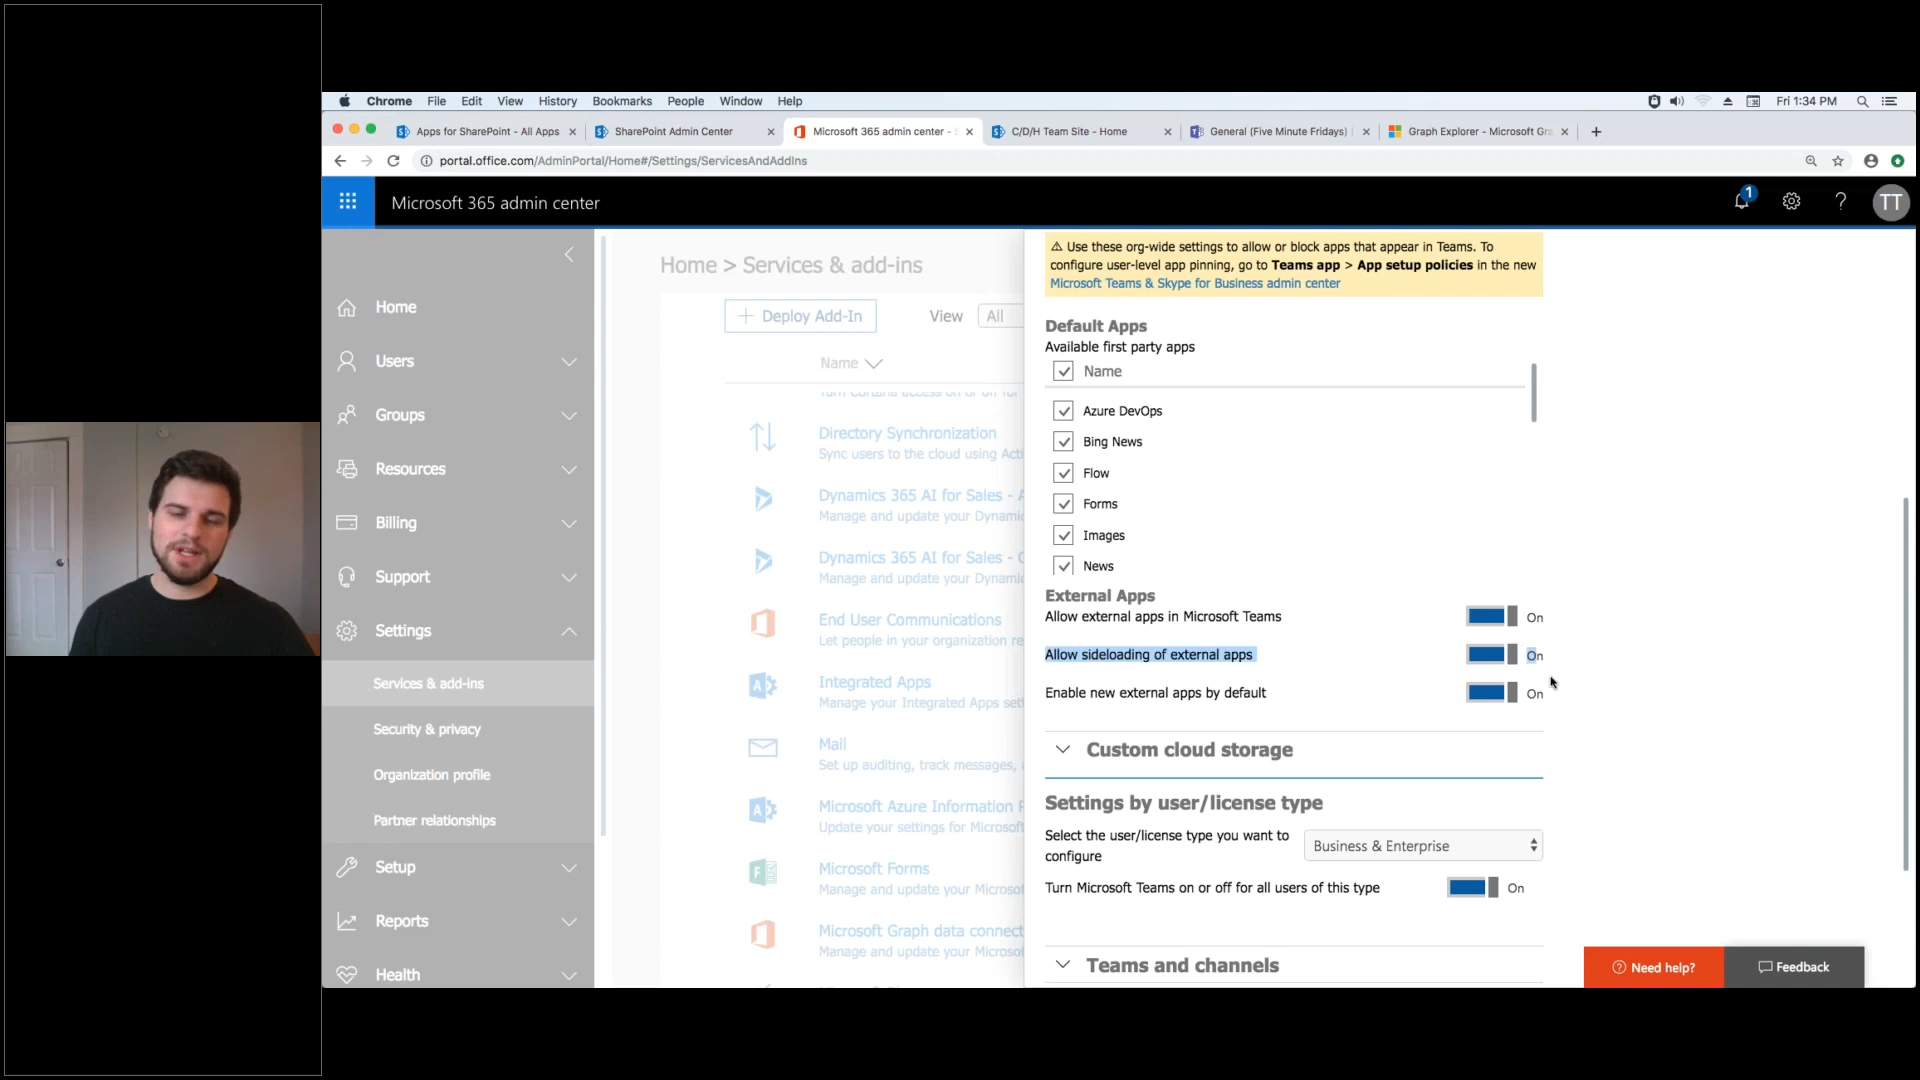 Chrome File Edit View History Bookmarks People Window Help Fri 1:34 PM
Apps for SharePoint - All Apps SharePoint Admin Center Microsoft 365 admin center - C/D/H Team Site - Home General (Five Minute Fridays) Graph Explorer - Microsoft Gra
portal.office.com/AdminPortal/Home#/Settings/ServicesAndAddIns
Microsoft 365 admin center
1
?
TT
Home
Users
Groups
Resources
Billing
Support
Settings
Services & add-ins
Security & privacy
Organization profile
Partner relationships
Setup
Reports
Health
Home > Services & add-ins
Deploy Add-In View All
Name
Directory Synchronization
Sync users to the cloud using Acti
Dynamics 365 AI for Sales - A
Manage and update your Dynamic
Dynamics 365 AI for Sales - C
Manage and update your Dynamic
End User Communications
Let people in your organization re
Integrated Apps
Manage your Integrated Apps sett
Mail
Set up auditing, track messages, a
Microsoft Azure Information P
Update your settings for Microsoft
Microsoft Forms
Manage and update your Microsof
Microsoft Graph data connect
Manage and update your Microsof
Use these org-wide settings to allow or block apps that appear in Teams. To
configure user-level app pinning, go to Teams app > App setup policies in the new
Microsoft Teams & Skype for Business admin center
Default Apps
Available first party apps
Name
Azure DevOps
Bing News
Flow
Forms
Images
News
External Apps
Allow external apps in Microsoft Teams On
Allow sideloading of external apps On
Enable new external apps by default On
Custom cloud storage
Settings by user/license type
Select the user/license type you want to
configure
Business & Enterprise
Turn Microsoft Teams on or off for all users of this type On
Teams and channels
Need help?
Feedback